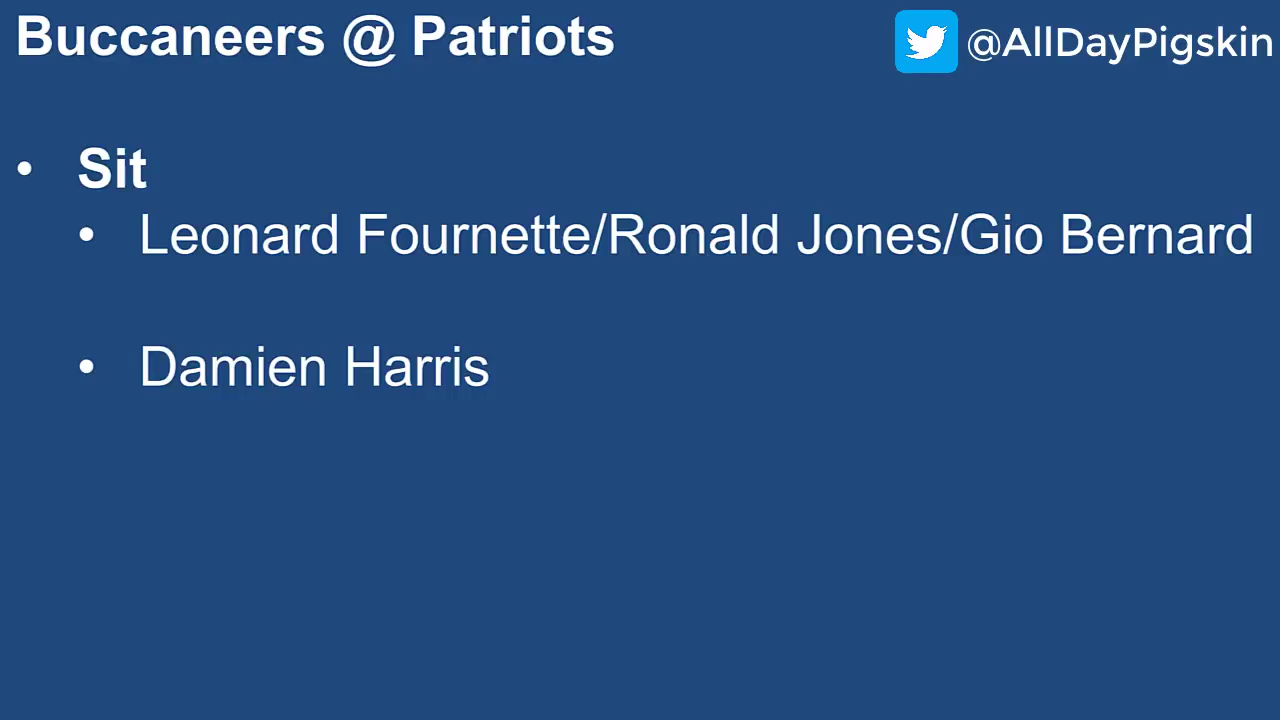 Buccaneers @ Patriots
@AllDayPigskin
• Sit
• Leonard Fournette/Ronald Jones/Gio Bernard
• Damien Harris